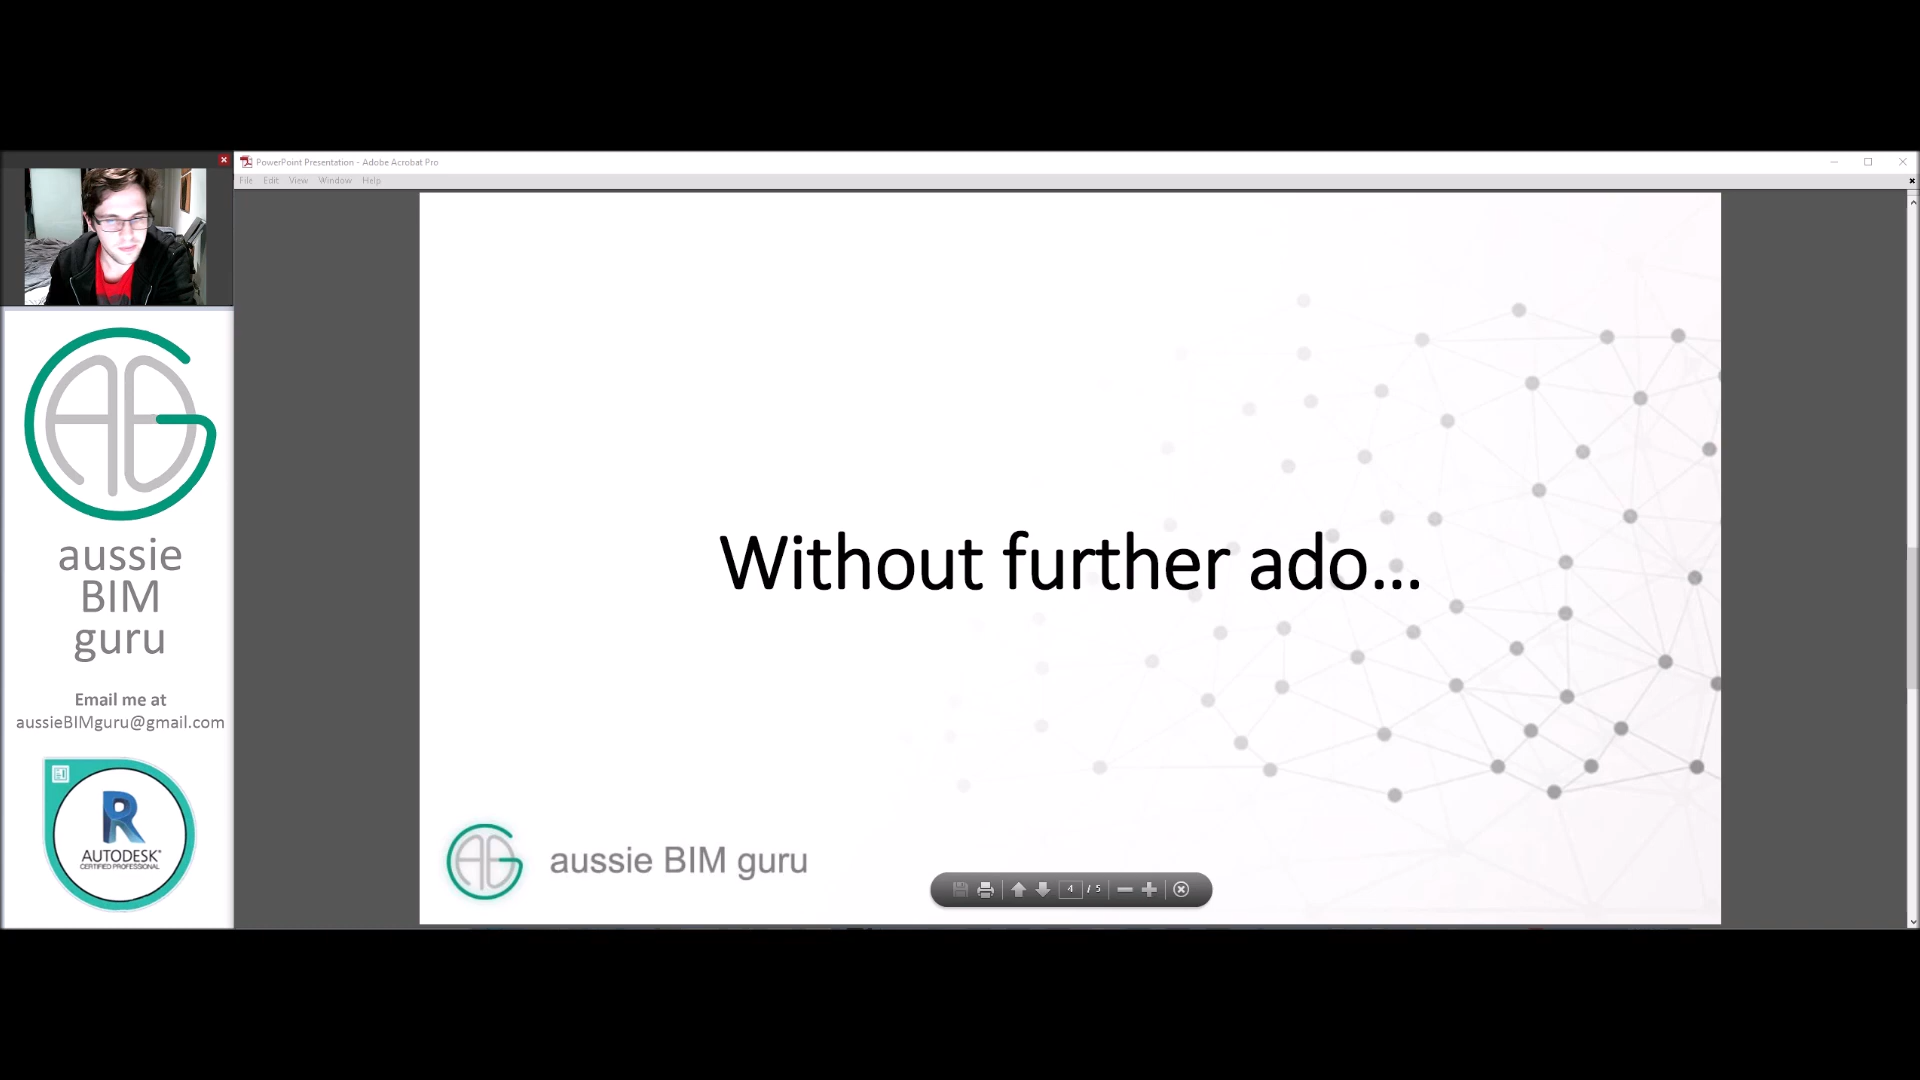 PowerPoint Presentation - Adobe Acrobat Pro
File Edit View Window Help
Without further ado...
aussie BIM guru
4 / 5
aussie
BIM
guru
Email me at
aussieBIMguru@gmail.com
R
AUTODESK
CERTIFIED PROFESSIONAL